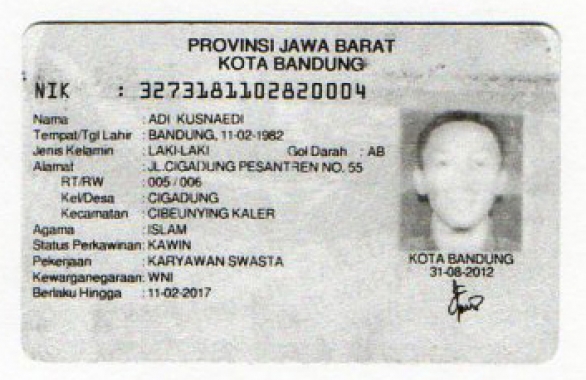 PROVINSI JAWA BARAT
KOTA BANDUNG
NIK : 3273181102820004
Nama : ADI KUSNAEDI
Tempat/Tgl Lahir : BANDUNG, 11-02-1982
Jenis Kelamin : LAKI-LAKI Gol Darah : AB
Alamat : JL.CIGADUNG PESANTREN NO. 55
RT/RW : 005 / 006
Kel/Desa : CIGADUNG
Kecamatan : CIBEUNYING KALER
Agama : ISLAM
Status Perkawinan: KAWIN
Pekerjaan : KARYAWAN SWASTA
Kewarganegaraan: WNI
Berlaku Hingga : 11-02-2017
KOTA BANDUNG
31-08-2012